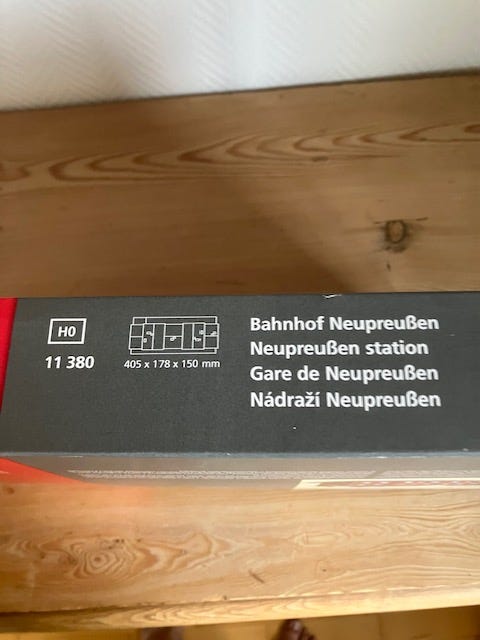 H0
11 380
405 x 178 x 150 mm
Bahnhof Neupreußen
Neupreußen station
Gare de Neupreußen
Nádraží Neupreußen